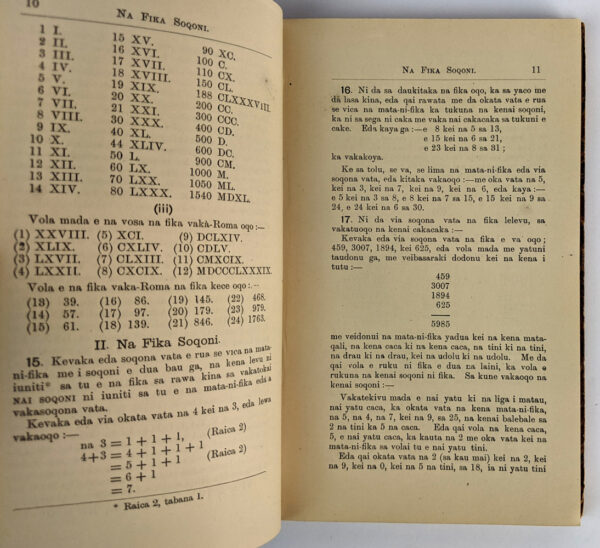 10
NA FIKA SOQONI.
1 I. 15 XV. 90 XC.
2 II. 16 XVI. 100 C.
3 III. 17 XVII. 110 CX.
4 IV. 18 XVIII. 150 CL.
5 V. 19 XIX. 188 CLXXXVIII.
6 VI. 20 XX. 200 CC.
7 VII. 21 XXI. 300 CCC.
8 VIII. 30 XXX. 400 CD.
9 IX. 40 XL. 500 D.
10 X. 44 XLIV. 600 DC.
11 XI. 50 L. 900 CM.
12 XII. 60 LX. 1000 M.
13 XIII. 70 LXX. 1050 ML.
14 XIV. 80 LXXX. 1540 MDXL.
(iii)
Vola mada e na vosa na fika vaka-Roma oqo :—
(1) XXVIII. (5) XCI. (9) DCLXIV.
(2) XLIX. (6) CXLIV. (10) CDLV.
(3) LXVII. (7) CLXIII. (11) CMXCIX.
(4) LXXII. (8) CXCIX. (12) MDCCCLXXXIX.
Vola e na fika vaka-Roma na fika kece oqo :. —
(13) 39. (16) 86. (19) 145. (22) 468.
(14) 57. (17) 97. (20) 179. (23) 979.
(15) 61. (18) 139. (21) 846. (24) 1763.
II. NA FIKA SOQONI.
15. Kevaka eda soqona vata e rua se vica na mata-
ni-fika me i soqoni e dua bau ga, na kena levu ni
iuniti* sa tu e na fika sa rawa kina sa vakatokai
NAI SOQONI ni iuniti sa tu e na mata-ni-fika eda a
vakasoqona vata.
Kevaka eda via okata vata na 4 kei na 3, eda lewa
vakaoqo :—
na 3 = 1 + 1 + 1, (Raica 2)
4+3 = 4 + 1 + 1 + 1 (Raica 2)
= 5 + 1 + 1
= 6 + 1
= 7.
* Raica 2, tabana 1.
NA FIKA SOQONI. 11
16. Ni da sa daukitaka na fika oqo, ka sa yaco me
da lasa kina, eda qai rawata me da okata vata e rua
se vica na mata-ni-fika ka tukuna na kenai soqoni,
ka ni sa sega ni caka me vaka nai cakacaka sa tukuni e
cake. Eda kaya ga :—e 8 kei na 5 sa 13,
e 15 kei na 6 sa 21,
e 23 kei na 8 sa 31 ;
ka vakakoya.
Ke sa tolu, se va, se lima na mata-ni-fika eda via
soqona vata, eda kitaka vakaoqo :—me oka vata na 5,
kei na 3, kei na 7, kei na 9, kei na 6, eda kaya :—
e 5 kei na 3 sa 8, e 8 kei na 7 sa 15, e 15 kei na 9 sa
24, e 24 kei na 6 sa 30.
17. Ni da via soqona vata na fika lelevu, sa
vakatuoqo na kenai cakacaka :—
Kevaka eda via soqona vata na fika e va oqo ;
459, 3007, 1894, kei 625, eda vola mada me yatuni
taudonu ga, me veibasaraki dodonu kei na kena i
tutu :—
459
3007
1894
625
5985
me veidonui na mata-ni-fika yadua kei na kena mata-
qali, na kena caca ki na kena caca, na tini ki na tini,
na drau ki na drau, kei na udolu ki na udolu. Me da
qai vola e ruku ni fika e dua na laini, ka vola e
rukuna na kenai soqoni ni fika. Sa kune vakaoqo na
kenai soqoni :—
Vakatekivu mada e nai yatu ki na liga i matau,
nai yatu caca, ka okata vata na kena mata-ni-fika,
na 5, na 4, na 7, kei na 9, sa 25, na kenai balebale sa
2 na tini ka 5 na caca. Eda qai vola na kena caca,
5, e nai yatu caca, ka kauta na 2 me oka vata kei na
mata-ni-fika sa volai tu e nai yatu tini.
Eda qai okata vata na 2 (sa kau mai) kei na 2, kei
na 9, kei na 0, kei na 5 na tini, sa 18, ia ni yatu tini